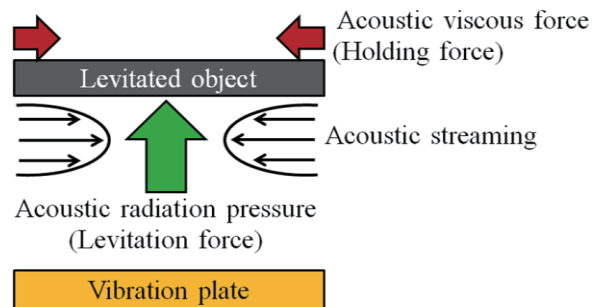 Acoustic viscous force
(Holding force)
Levitated object
Acoustic streaming
Acoustic radiation pressure
(Levitation force)
Vibration plate